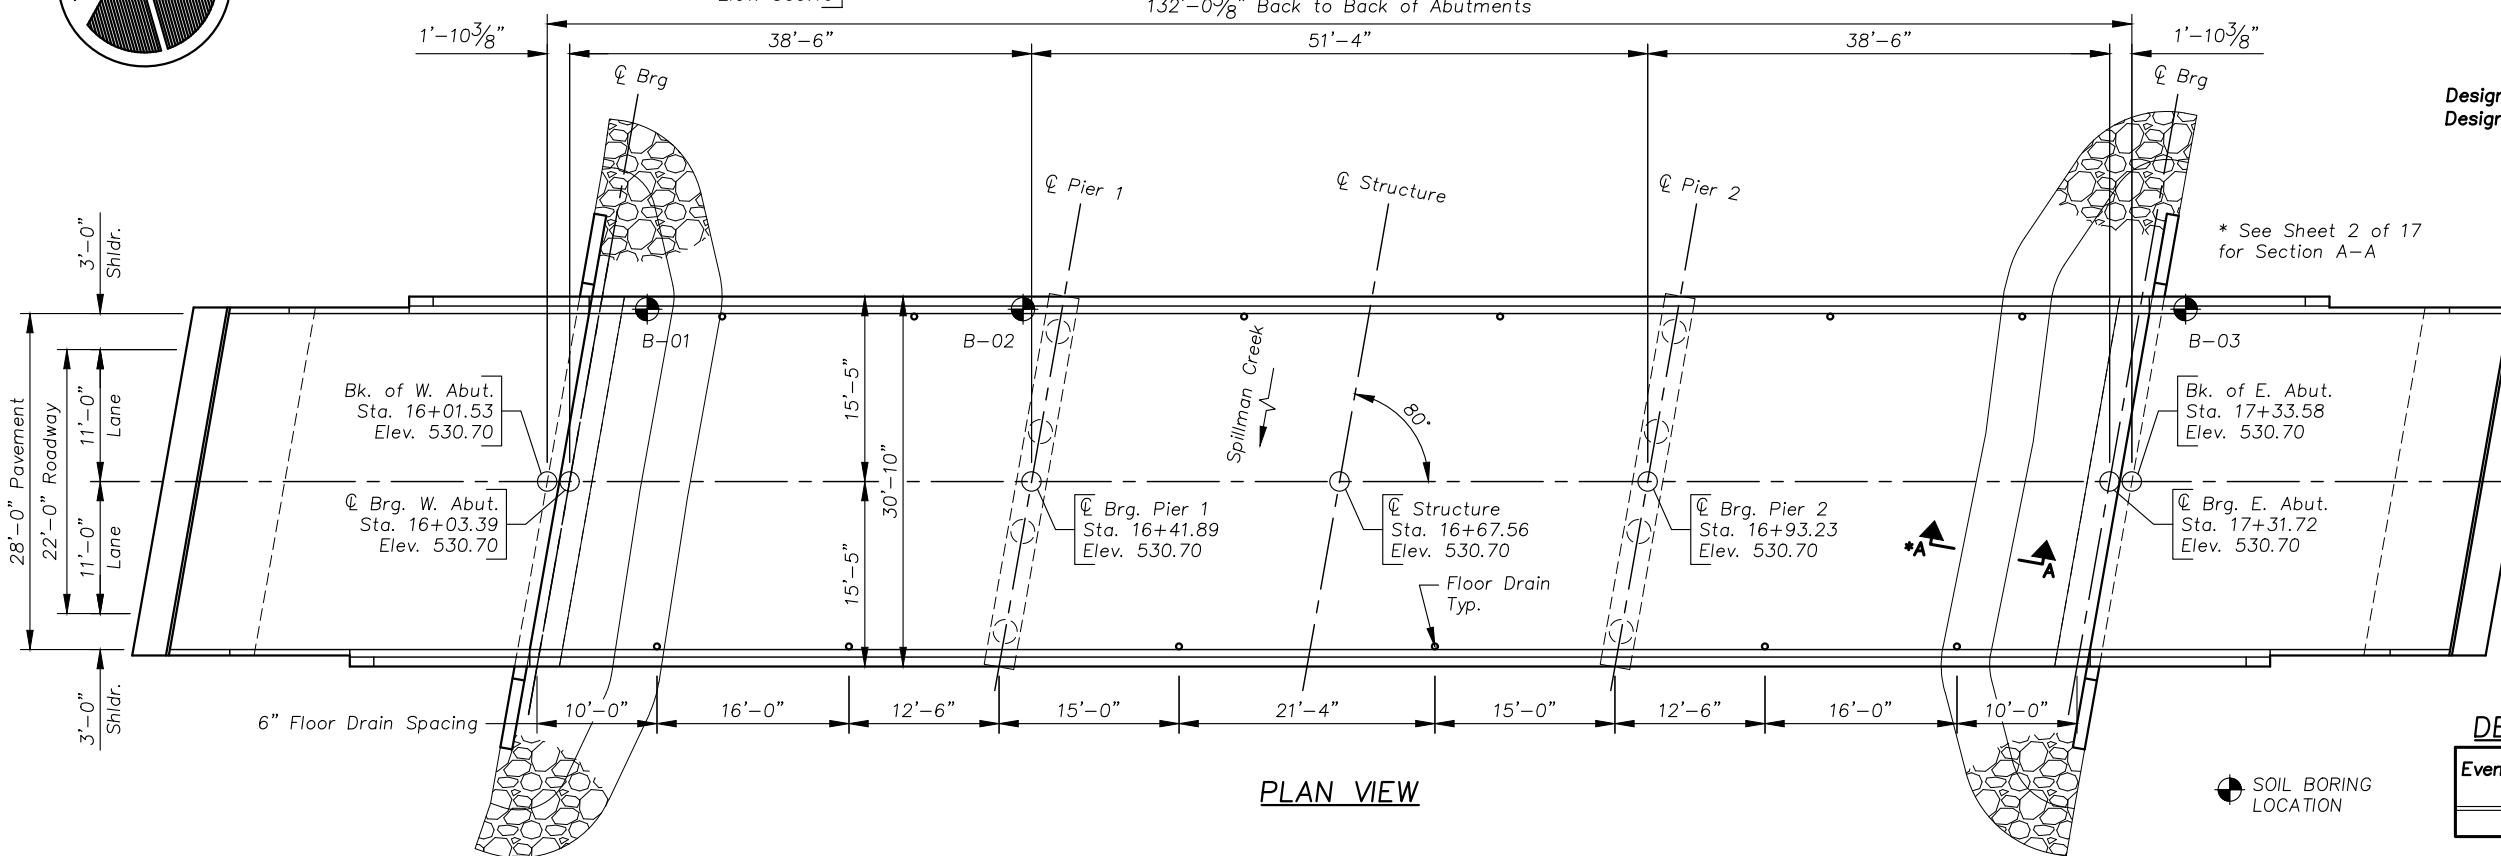 132'-0⅝" Back to Back of Abutments
1'-10⅜"
38'-6"
51'-4"
38'-6"
1'-10⅜"
℄ Brg
℄ Brg
Design
Design
℄ Pier 1
℄ Structure
℄ Pier 2
* See Sheet 2 of 17
for Section A-A
3'-0"
Shldr.
B-01
B-02
B-03
28'-0" Pavement
22'-0" Roadway
11'-0"
Lane
11'-0"
Lane
3'-0"
Shldr.
15'-5"
30'-10"
15'-5"
Spillman Creek
80°
Bk. of W. Abut.
Sta. 16+01.53
Elev. 530.70
Bk. of E. Abut.
Sta. 17+33.58
Elev. 530.70
℄ Brg. W. Abut.
Sta. 16+03.39
Elev. 530.70
℄ Brg. Pier 1
Sta. 16+41.89
Elev. 530.70
℄ Structure
Sta. 16+67.56
Elev. 530.70
℄ Brg. Pier 2
Sta. 16+93.23
Elev. 530.70
℄ Brg. E. Abut.
Sta. 17+31.72
Elev. 530.70
*A
A
Floor Drain
Typ.
6" Floor Drain Spacing
10'-0"
16'-0"
12'-6"
15'-0"
21'-4"
15'-0"
12'-6"
16'-0"
10'-0"
PLAN VIEW
SOIL BORING
LOCATION
DE
Even